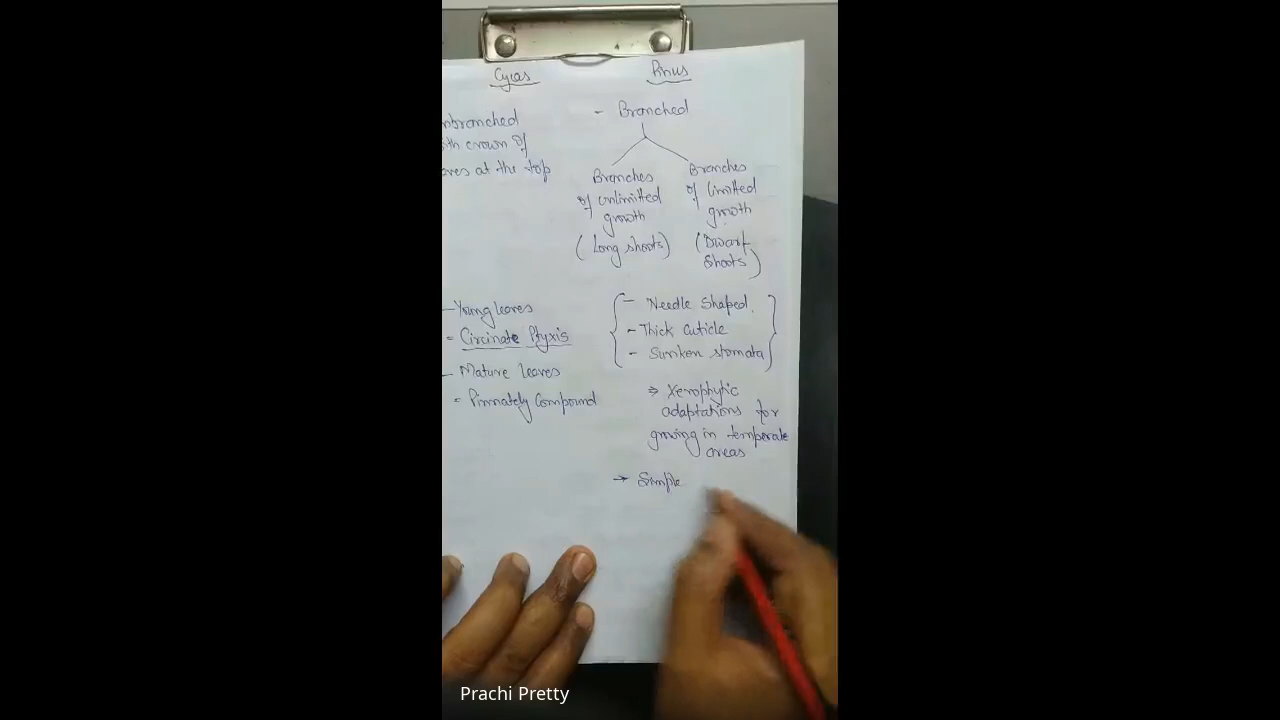 Cycas
Pinus
nbranched
ith crown of
aves at the top
- Branched
Branches
of unlimitted
growth
(Long shoots)
Branches
of limitted
growth
(Dwarf
shoots)
- Young leaves
= Circinate Ptyxis
- Mature leaves
= Pinnately Compound
- Needle Shaped
- Thick cuticle
- Sunken stomata
⇒ Xerophytic
adaptations for
growing in temperate
areas
→ Simple
Prachi Pretty